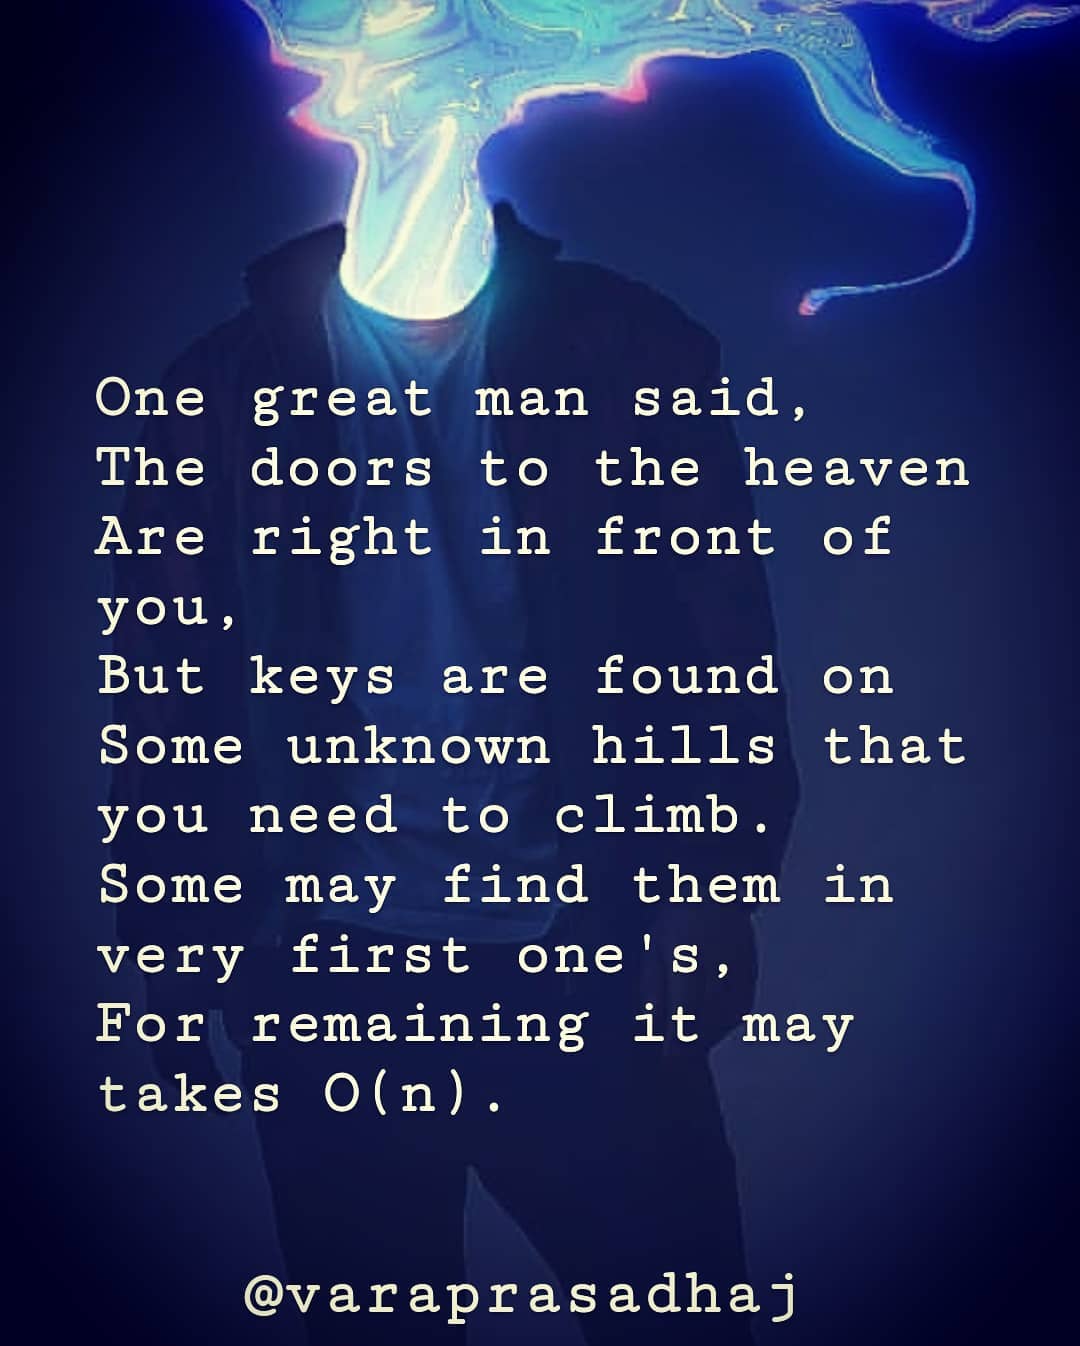 One great man said,
The doors to the heaven
Are right in front of
you,
But keys are found on
Some unknown hills that
you need to climb.
Some may find them in
very first one's,
For remaining it may
takes O(n).
@varaprasadhaj